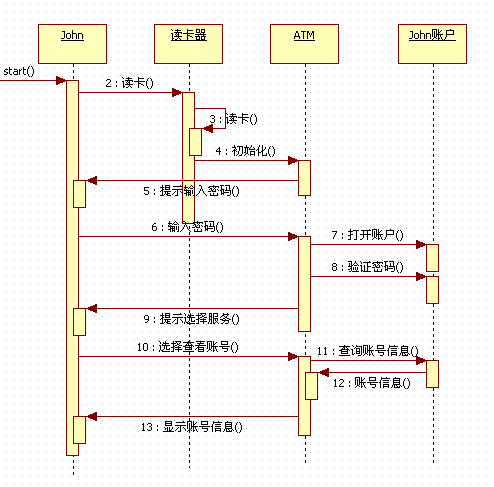 John
读卡器
ATM
John账户
start()
2 : 读卡()
3 : 读卡()
4 : 初始化()
5 : 提示输入密码()
6 : 输入密码()
7 : 打开账户()
8 : 验证密码()
9 : 提示选择服务()
10 : 选择查看账号()
11 : 查询账号信息()
12 : 账号信息()
13 : 显示账号信息()